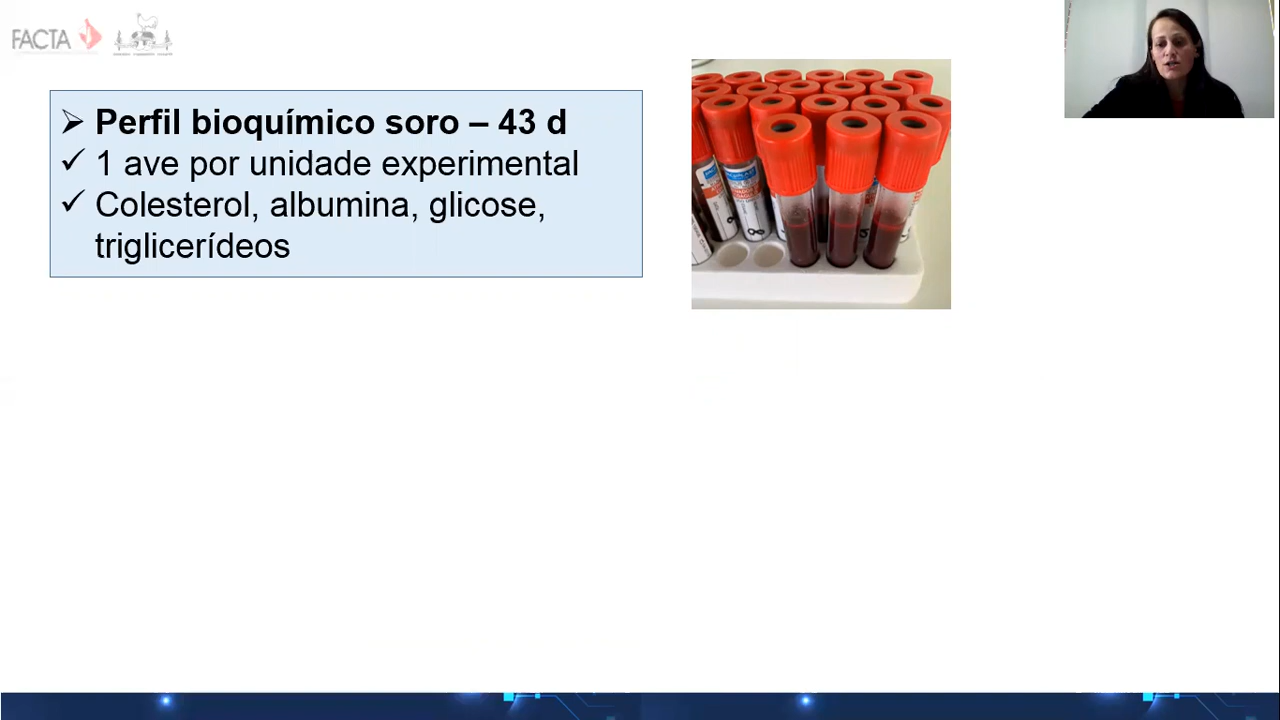 FACTA
Perfil bioquímico soro – 43 d
1 ave por unidade experimental
Colesterol, albumina, glicose,
triglicerídeos